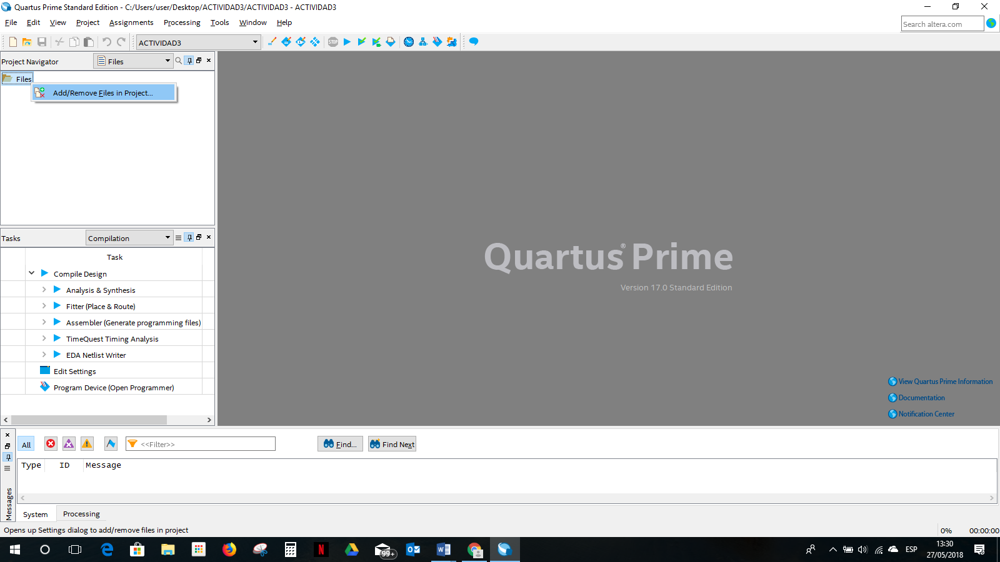 Quartus Prime Standard Edition - C:/Users/user/Desktop/ACTIVIDAD3/ACTIVIDAD3 - ACTIVIDAD3
File Edit View Project Assignments Processing Tools Window Help
Search altera.com
ACTIVIDAD3
STOP
Project Navigator
Files
Files
Add/Remove Files in Project...
Tasks
Compilation
Task
Compile Design
Analysis & Synthesis
Fitter (Place & Route)
Assembler (Generate programming files)
TimeQuest Timing Analysis
EDA Netlist Writer
Edit Settings
Program Device (Open Programmer)
Quartus® Prime
Version 17.0 Standard Edition
View Quartus Prime Information
Documentation
Notification Center
Messages
All
<<Filter>>
Find...
Find Next
Type ID Message
System Processing
Opens up Settings dialog to add/remove files in project
0% 00:00:00
99+
ESP
13:30
27/05/2018